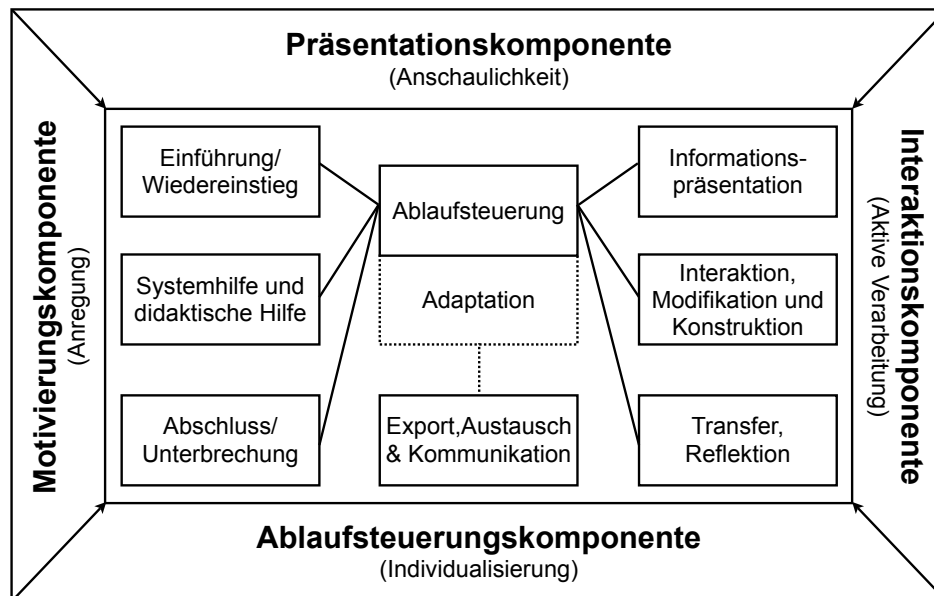 Präsentationskomponente
(Anschaulichkeit)
Motivierungskomponente
(Anregung)
Einführung/
Wiedereinstieg
Systemhilfe und
didaktische Hilfe
Abschluss/
Unterbrechung
Ablaufsteuerung
Adaptation
Export,Austausch
& Kommunikation
Informations-
präsentation
Interaktion,
Modifikation und
Konstruktion
Transfer,
Reflektion
Interaktionskomponente
(Aktive Verarbeitung)
Ablaufsteuerungskomponente
(Individualisierung)